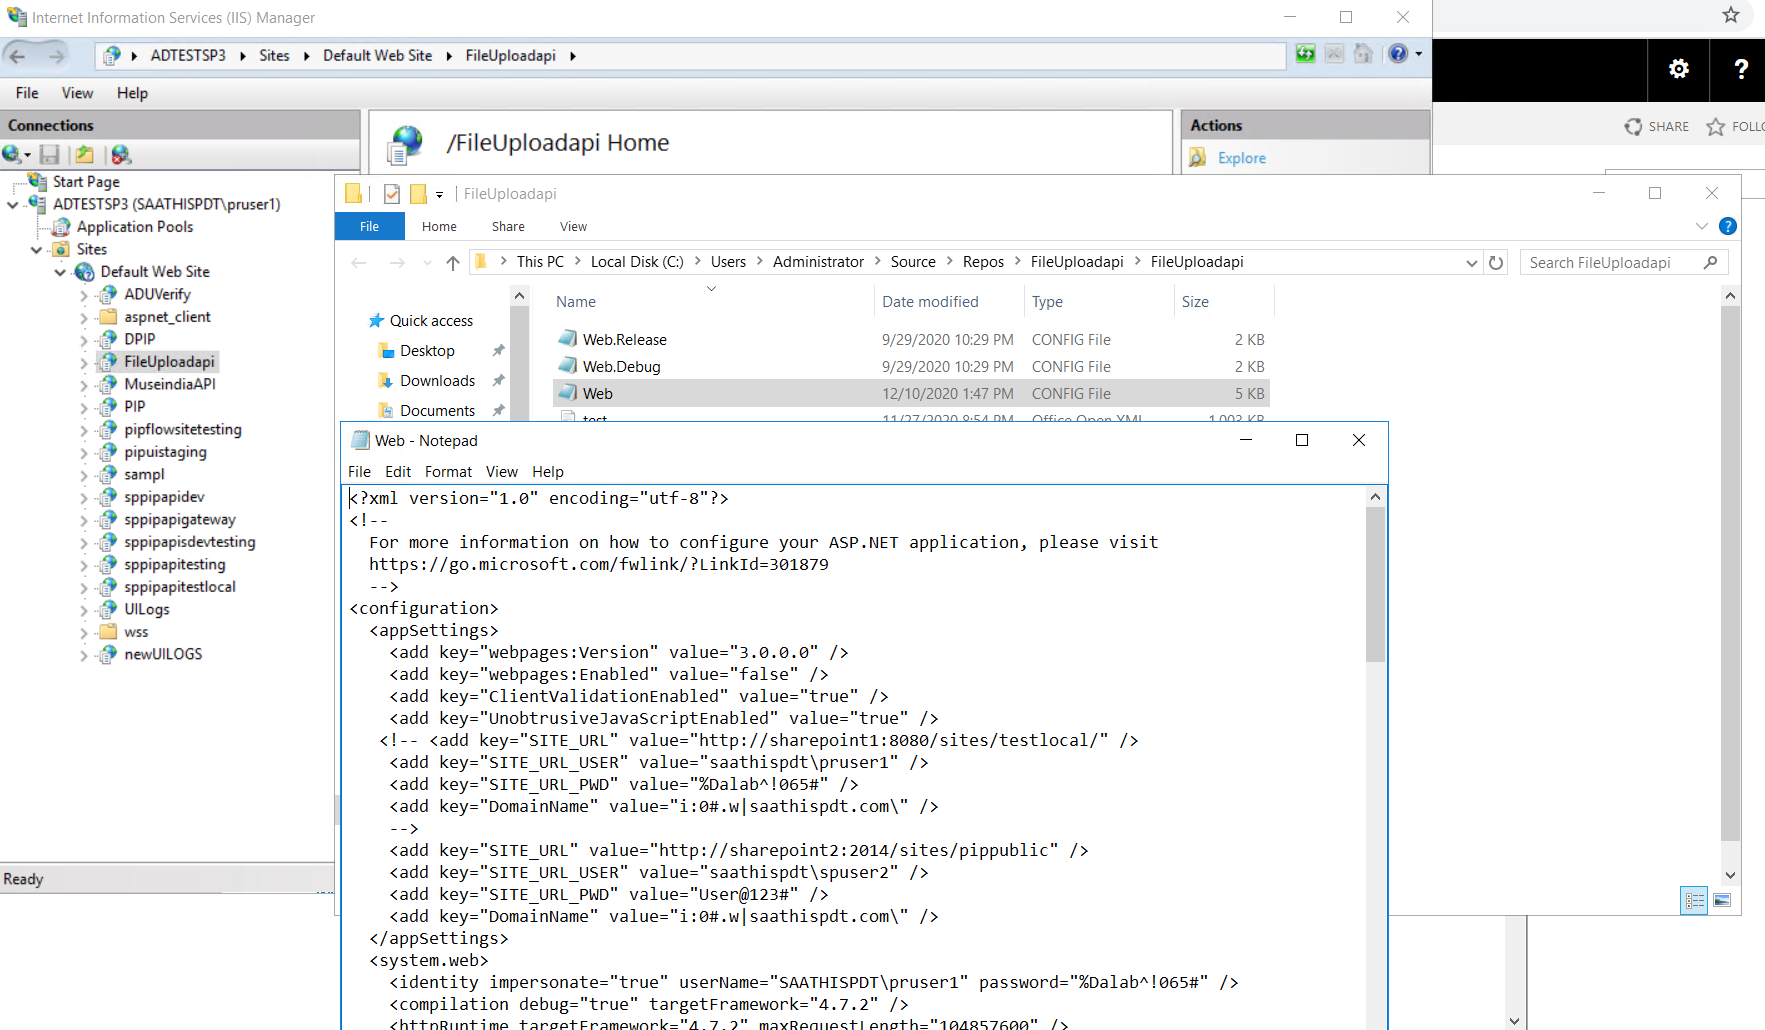 Internet Information Services (IIS) Manager
ADTESTSP3 Sites Default Web Site FileUploadapi
File View Help
Connections
Start Page
ADTESTSP3 (SAATHISPDT\pruser1)
Application Pools
Sites
Default Web Site
ADUVerify
aspnet_client
DPIP
FileUploadapi
MuseindiaAPI
PIP
pipflowsitetesting
pipuistaging
sampl
sppipapidev
sppipapigateway
sppipapisdevtesting
sppipapitesting
sppipapitestlocal
UILogs
wss
newUILOGS
Ready
/FileUploadapi Home
Actions
Explore
?
SHARE FOLLO
FileUploadapi
File Home Share View
This PC Local Disk (C:) Users Administrator Source Repos FileUploadapi FileUploadapi
Search FileUploadapi
Quick access
Desktop
Downloads
Documents
Name Date modified Type Size
Web.Release 9/29/2020 10:29 PM CONFIG File 2 KB
Web.Debug 9/29/2020 10:29 PM CONFIG File 2 KB
Web 12/10/2020 1:47 PM CONFIG File 5 KB
test 11/27/2020 8:54 PM Office Open XML 1,003 KB
Web - Notepad
File Edit Format View Help
<?xml version="1.0" encoding="utf-8"?>
<!--
For more information on how to configure your ASP.NET application, please visit
https://go.microsoft.com/fwlink/?LinkId=301879
-->
<configuration>
<appSettings>
<add key="webpages:Version" value="3.0.0.0" />
<add key="webpages:Enabled" value="false" />
<add key="ClientValidationEnabled" value="true" />
<add key="UnobtrusiveJavaScriptEnabled" value="true" />
<!-- <add key="SITE_URL" value="http://sharepoint1:8080/sites/testlocal/" />
<add key="SITE_URL_USER" value="saathispdt\pruser1" />
<add key="SITE_URL_PWD" value="%Dalab^!065#" />
<add key="DomainName" value="i:0#.w|saathispdt.com\" />
-->
<add key="SITE_URL" value="http://sharepoint2:2014/sites/pippublic" />
<add key="SITE_URL_USER" value="saathispdt\spuser2" />
<add key="SITE_URL_PWD" value="User@123#" />
<add key="DomainName" value="i:0#.w|saathispdt.com\" />
</appSettings>
<system.web>
<identity impersonate="true" userName="SAATHISPDT\pruser1" password="%Dalab^!065#" />
<compilation debug="true" targetFramework="4.7.2" />
<httpRuntime targetFramework="4.7.2" maxRequestLength="104857600" />